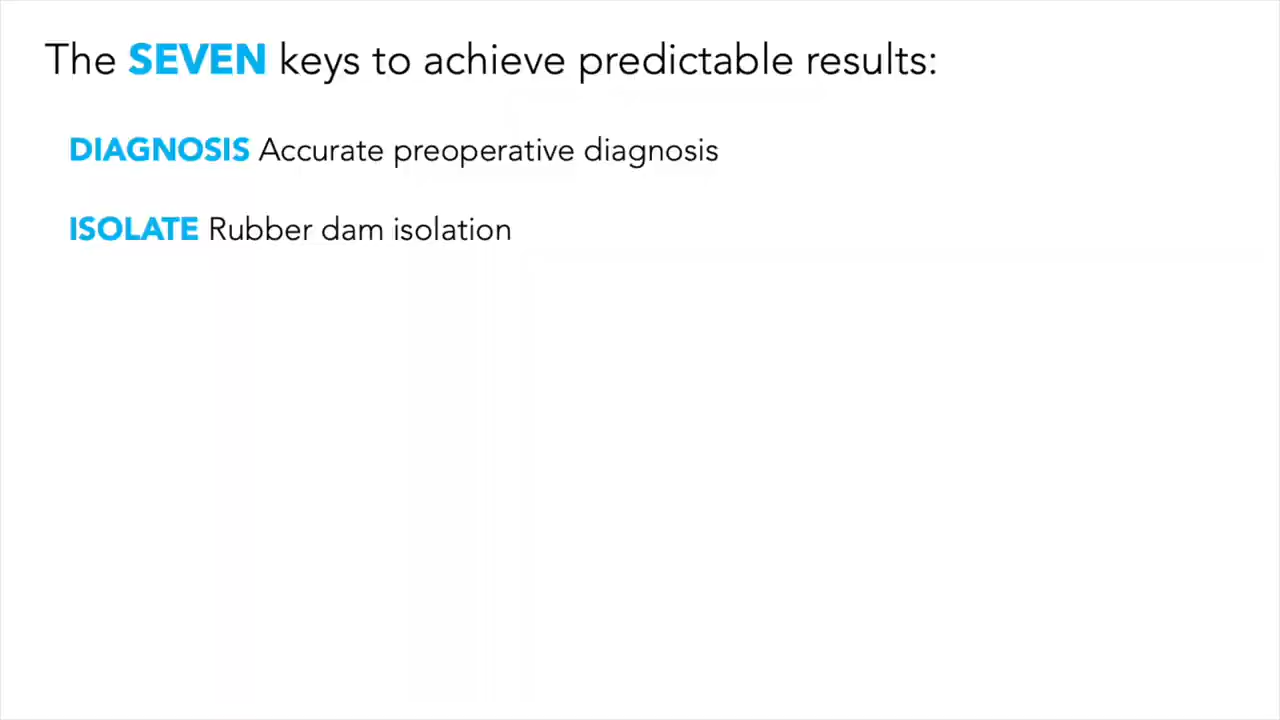 The SEVEN keys to achieve predictable results:
DIAGNOSIS Accurate preoperative diagnosis
ISOLATE Rubber dam isolation